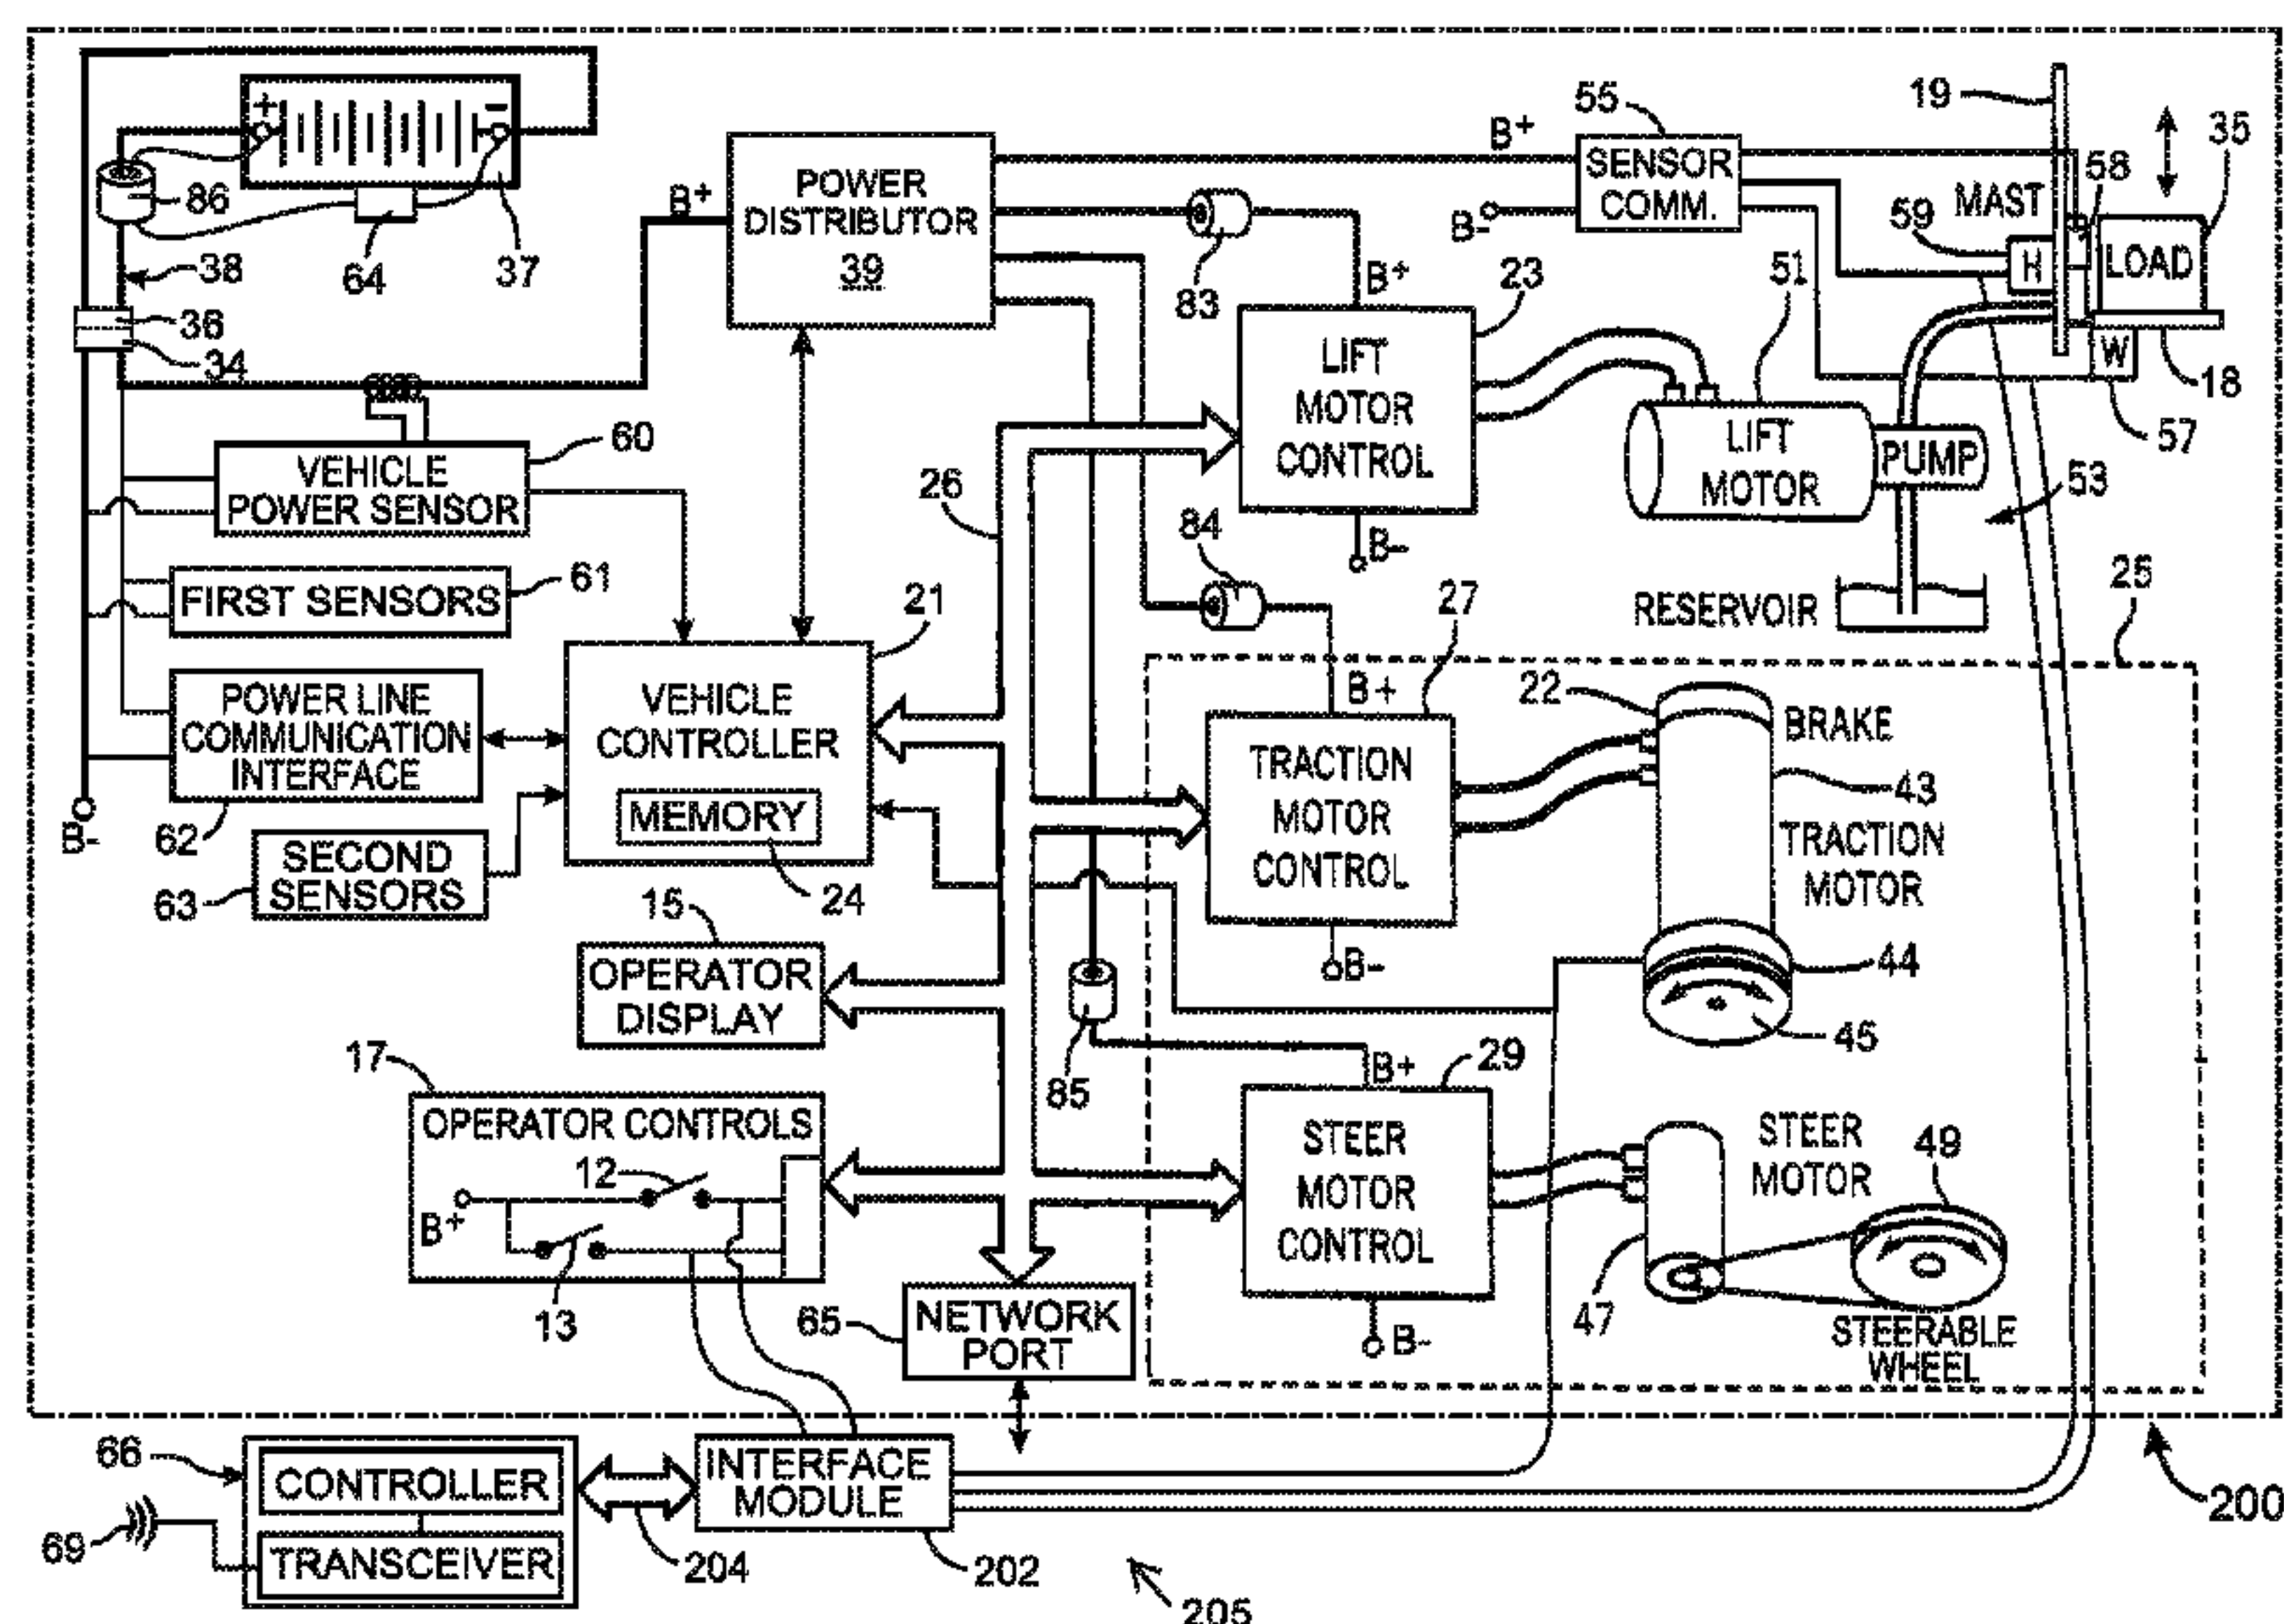 +
-
86
64
37
38
36
34
B+
POWER
DISTRIBUTOR
39
B+
B-
55
SENSOR
COMM.
19
35
MAST
58
59
H
LOAD
W
18
57
83
B+
23
LIFT
MOTOR
CONTROL
B-
51
LIFT
MOTOR
PUMP
53
RESERVOIR
25
60
VEHICLE
POWER SENSOR
26
84
FIRST SENSORS
61
21
VEHICLE
CONTROLLER
MEMORY
24
POWER LINE
COMMUNICATION
INTERFACE
62
B-
SECOND
SENSORS
63
B+
27
TRACTION
MOTOR
CONTROL
B-
22
BRAKE
43
TRACTION
MOTOR
44
45
15
OPERATOR
DISPLAY
85
17
OPERATOR CONTROLS
12
B+
13
B+
29
STEER
MOTOR
CONTROL
B-
STEER
MOTOR
49
47
STEERABLE
WHEEL
65
NETWORK
PORT
66
CONTROLLER
TRANSCEIVER
69
204
INTERFACE
MODULE
202
200
205